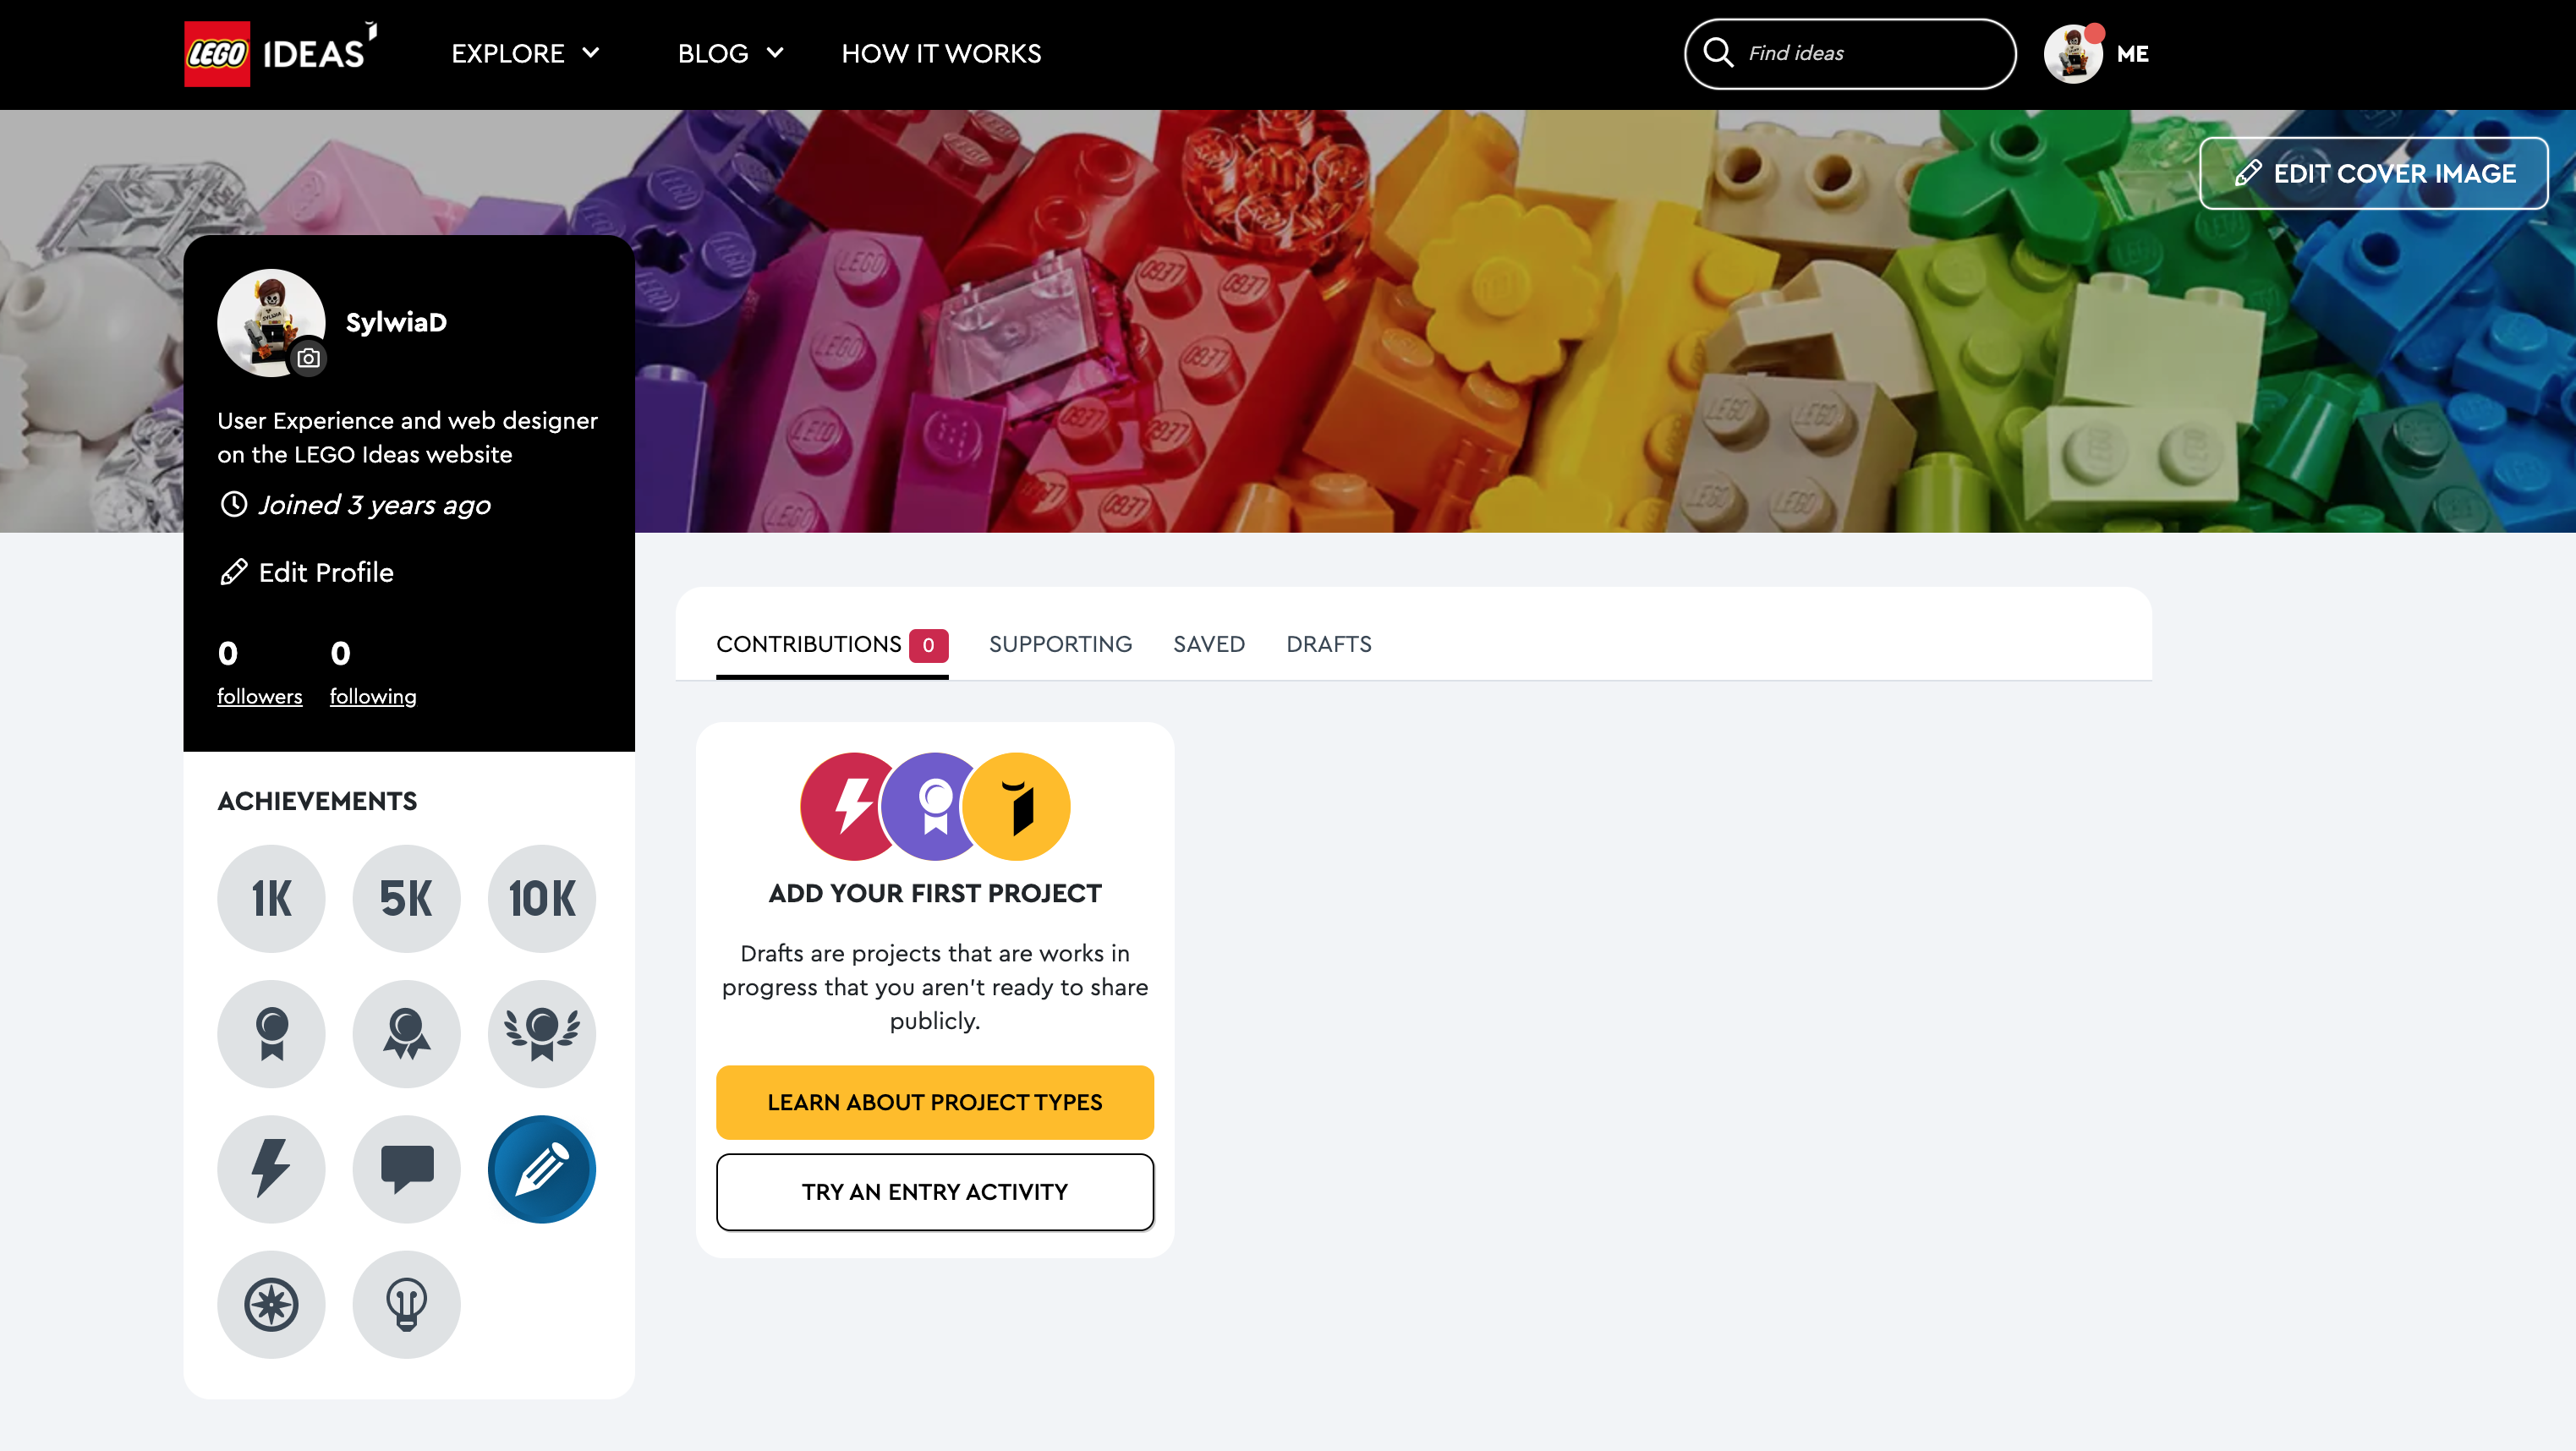 LEGO IDEAS
EXPLORE
BLOG
HOW IT WORKS
Find ideas
ME
EDIT COVER IMAGE
SylwiaD
User Experience and web designer
on the LEGO Ideas website
Joined 3 years ago
Edit Profile
0
0
followers
following
ACHIEVEMENTS
1K
5K
10K
CONTRIBUTIONS 0
SUPPORTING
SAVED
DRAFTS
ADD YOUR FIRST PROJECT
Drafts are projects that are works in
progress that you aren't ready to share
publicly.
LEARN ABOUT PROJECT TYPES
TRY AN ENTRY ACTIVITY